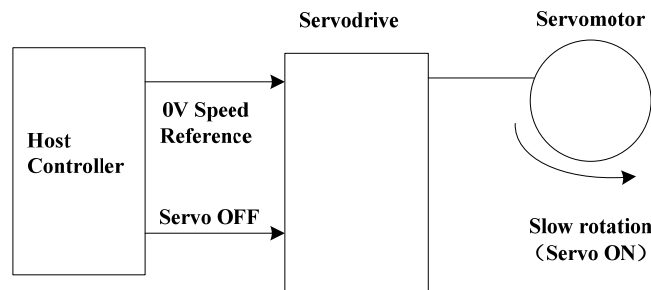 Servodrive
Servomotor
Host
Controller
0V Speed
Reference
Servo OFF
Slow rotation
（Servo ON）